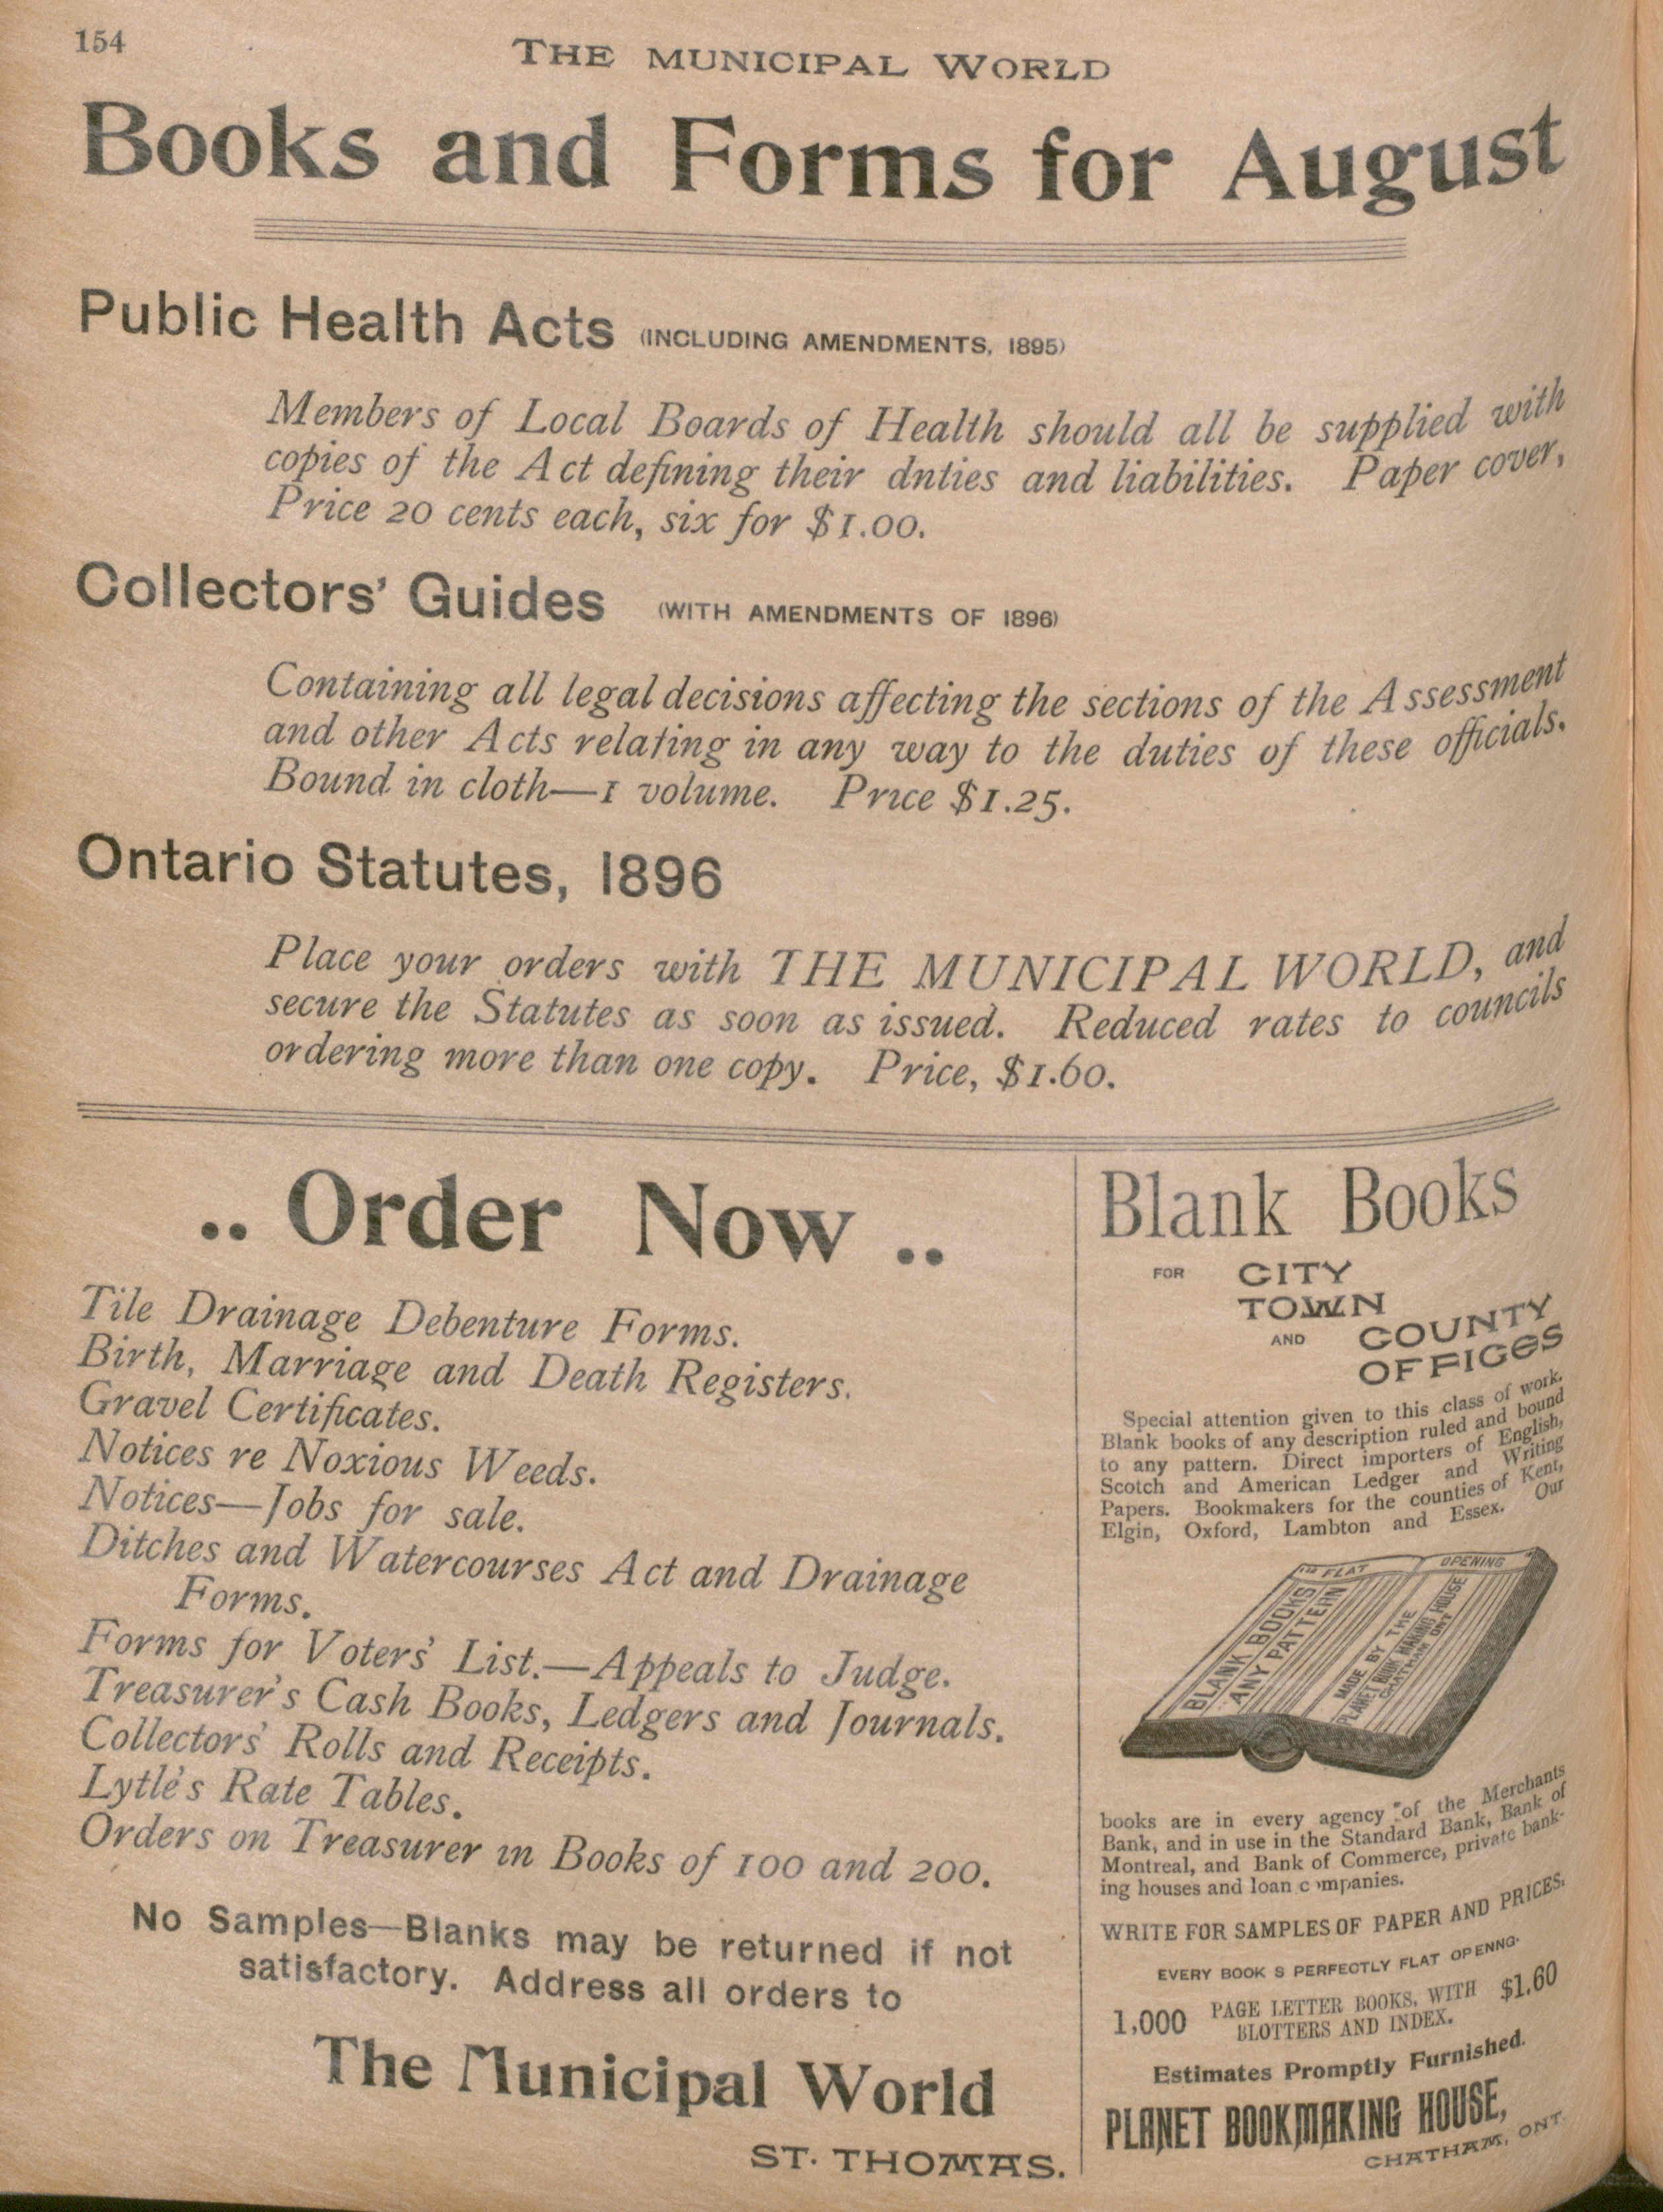 154
THE MUNICIPAL WORLD
Books and Forms for August
Public Health Acts (INCLUDING AMENDMENTS, 1895)
Members of Local Boards of Health should all be supplied with
copies of the Act defining their dnties and liabilities. Paper cover,
Price 20 cents each, six for $1.00.
Collectors' Guides (WITH AMENDMENTS OF 1896)
Containing all legal decisions affecting the sections of the Assessment
and other Acts relating in any way to the duties of these officials.
Bound in cloth—1 volume. Price $1.25.
Ontario Statutes, 1896
Place your orders with THE MUNICIPAL WORLD, and
secure the Statutes as soon as issued. Reduced rates to councils
ordering more than one copy. Price, $1.60.
.. Order Now ..
Tile Drainage Debenture Forms.
Birth, Marriage and Death Registers.
Gravel Certificates.
Notices re Noxious Weeds.
Notices—Jobs for sale.
Ditches and Watercourses Act and Drainage
Forms.
Forms for Voters' List.—Appeals to Judge.
Treasurer's Cash Books, Ledgers and Journals.
Collectors' Rolls and Receipts.
Lytle's Rate Tables.
Orders on Treasurer in Books of 100 and 200.
No Samples—Blanks may be returned if not
satisfactory. Address all orders to
The Municipal World
ST. THOMAS.
Blank Books
FOR CITY
TOWN
AND COUNTY
OFFICES
Special attention given to this class of work.
Blank books of any description ruled and bound
to any pattern. Direct importers of English,
Scotch and American Ledger and Writing
Papers. Bookmakers for the counties of Kent,
Elgin, Oxford, Lambton and Essex. Our
FLAT OPENING
BLANK BOOKS
ANY PATTERN
MADE BY THE
PLANET BOOK MAKING HOUSE
CHATHAM ONT
books are in every agency of the Merchants
Bank, and in use in the Standard Bank, Bank of
Montreal, and Bank of Commerce, private bank-
ing houses and loan c mpanies.
WRITE FOR SAMPLES OF PAPER AND PRICES.
EVERY BOOK S PERFECTLY FLAT OPENNG.
1,000 PAGE LETTER BOOKS, WITH $1.60
BLOTTERS AND INDEX.
Estimates Promptly Furnished.
PLANET BOOKMAKING HOUSE,
CHATHAM, ONT.